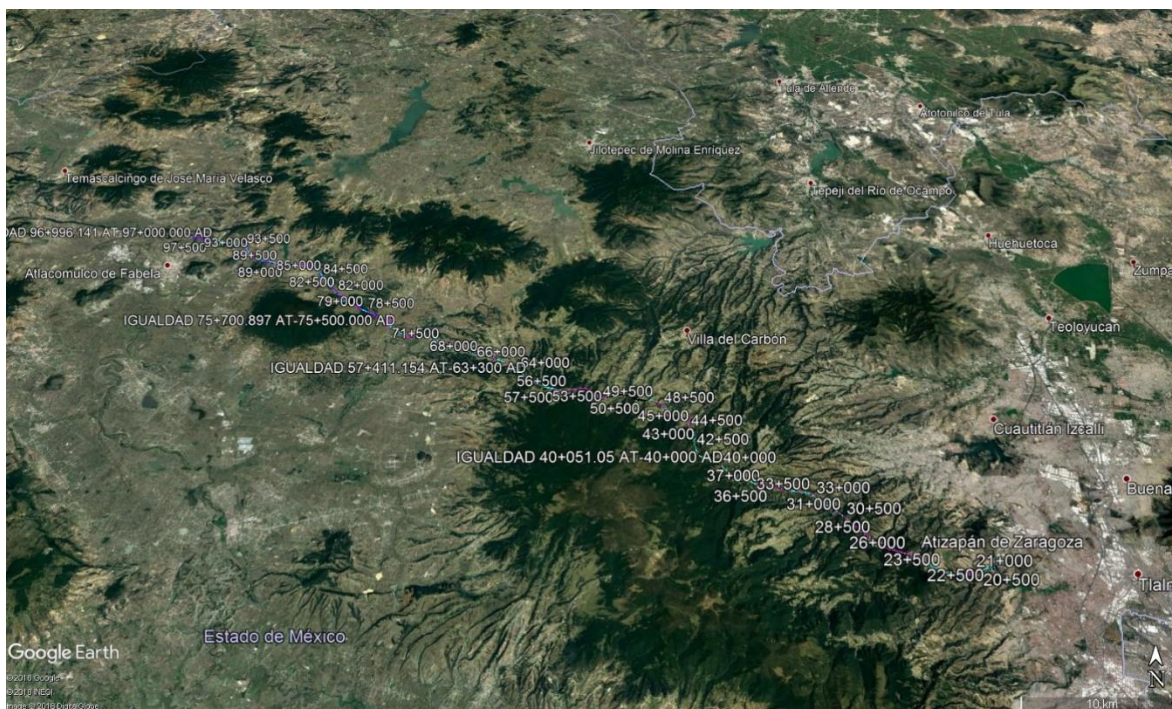 Tula de Allende
Atotonilco de Tula
Jilotepec de Molina Enríquez
Temascalcingo de José María Velasco
Tepeji del Río de Ocampo
DAD 96+996.141 AT-97+000.000 AD
97+500
93+000
93+500
Huehuetoca
89+500
89+000
85+000
84+500
Atlacomulco de Fabela
Zumpa
82+500
82+000
79+000
78+500
IGUALDAD 75+700.897 AT-75+500.000 AD
Teoloyucan
71+500
Villa del Carbón
68+000
66+000
64+000
IGUALDAD 57+411.154 AT-63+300 AD
56+500
57+500
53+500
49+500
48+500
50+500
45+000
44+500
Cuautitlán Izcalli
43+000
42+500
IGUALDAD 40+051.05 AT-40+000 AD
40+000
37+000
33+500
33+000
Buena
36+500
31+000
30+500
28+500
26+000
Atizapán de Zaragoza
23+500
21+000
22+500
20+500
Tlaln
Estado de México
Google Earth
©2018 Google
©2018 INEGI
Image © 2018 DigitalGlobe
N
10 km